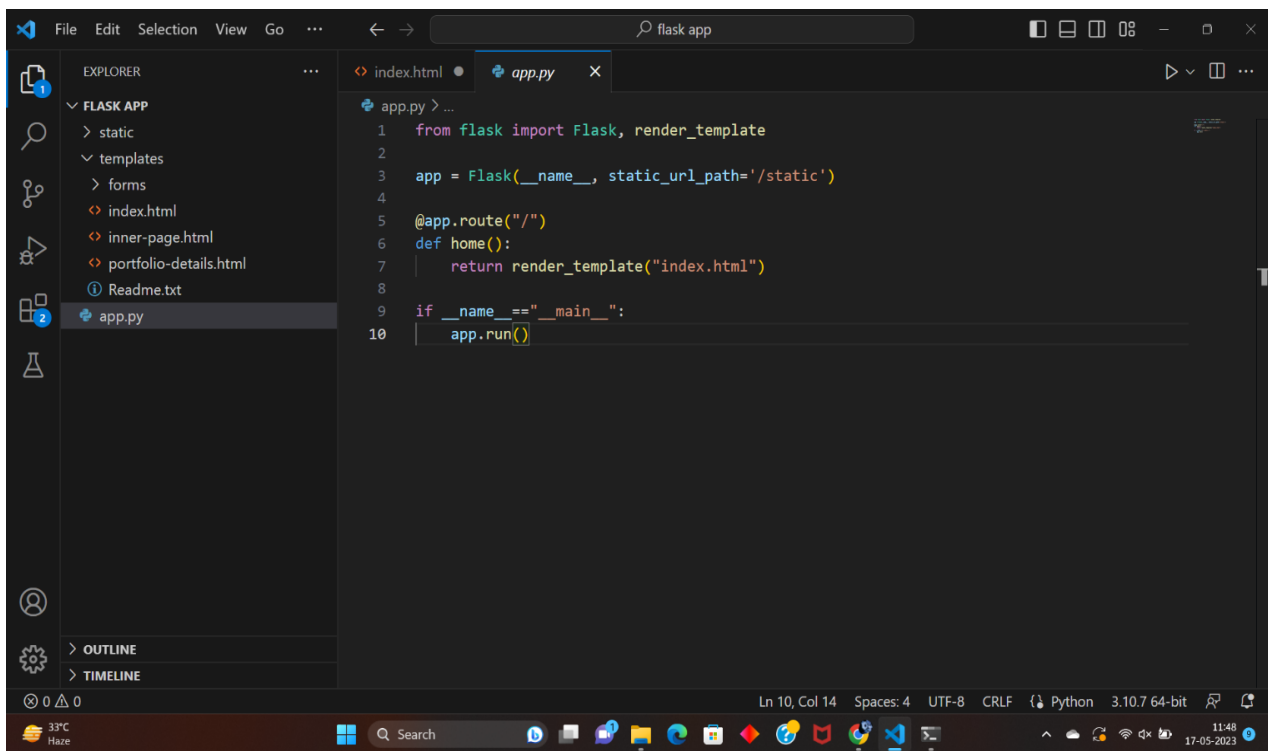 File Edit Selection View Go ··· flask app
EXPLORER ···
index.html ● app.py ×
1
FLASK APP
app.py > ...
static
templates
forms
index.html
inner-page.html
portfolio-details.html
Readme.txt
app.py
2
1 from flask import Flask, render_template
2
3 app = Flask(__name__, static_url_path='/static')
4
5 @app.route("/")
6 def home():
7 return render_template("index.html")
8
9 if __name__=="__main__":
10 app.run()
OUTLINE
TIMELINE
0 0 Ln 10, Col 14 Spaces: 4 UTF-8 CRLF Python 3.10.7 64-bit
33°C
Haze
Search
11:48
17-05-2023
9